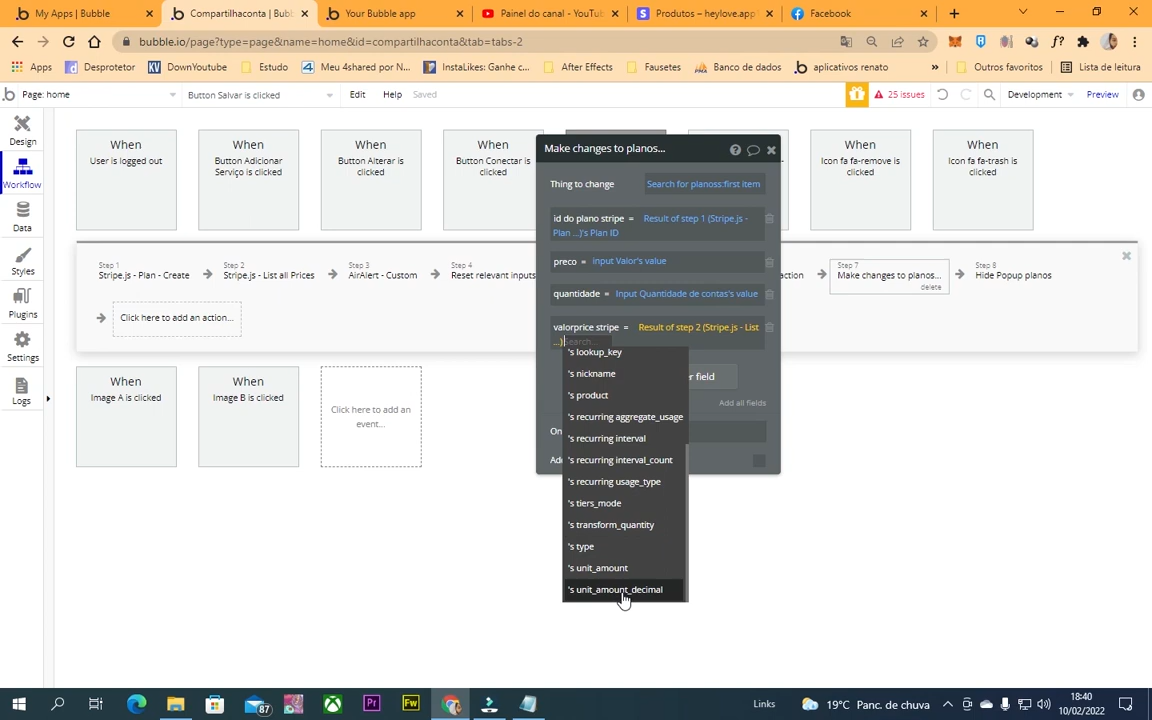 My Apps | Bubble
Compartilhaconta | Bubb
Your Bubble app
Painel do canal - YouTub
Produtos – heylove.app
Facebook
bubble.io/page?type=page&name=home&id=compartilhaconta&tab=tabs-2
Apps
Desprotetor
DownYoutube
Estudo
Meu 4shared por N...
InstaLikes: Ganhe c...
After Effects
Fausetes
Banco de dados
aplicativos renato
»
Outros favoritos
Lista de leitura
Page: home
Button Salvar is clicked
Edit
Help
Saved
25 issues
Development
Preview
Design
Workflow
Data
Styles
Plugins
Settings
Logs
When
User is logged out
When
Button Adicionar
Serviço is clicked
When
Button Alterar is
clicked
When
Button Conectar is
clicked
When
Icon fa fa-remove is
clicked
When
Icon fa fa-trash is
clicked
Step 1
Stripe.js - Plan - Create
Step 2
Stripe.js - List all Prices
Step 3
AirAlert - Custom
Step 4
Reset relevant inputs
action
Step 7
Make changes to planos...
delete
Step 8
Hide Popup planos
Click here to add an action...
When
Image A is clicked
When
Image B is clicked
Click here to add an
event...
Make changes to planos...
Thing to change
Search for planoss:first item
id do plano stripe =
Result of step 1 (Stripe.js -
Plan ...)'s Plan ID
preco =
input Valor's value
quantidade =
Input Quantidade de contas's value
valorprice stripe =
Result of step 2 (Stripe.js - List
...)
Search...
r field
Add all fields
On
Ad
's lookup_key
's nickname
's product
's recurring aggregate_usage
's recurring interval
's recurring interval_count
's recurring usage_type
's tiers_mode
's transform_quantity
's type
's unit_amount
's unit_amount_decimal
87
Links
19°C Panc. de chuva
18:40
10/02/2022